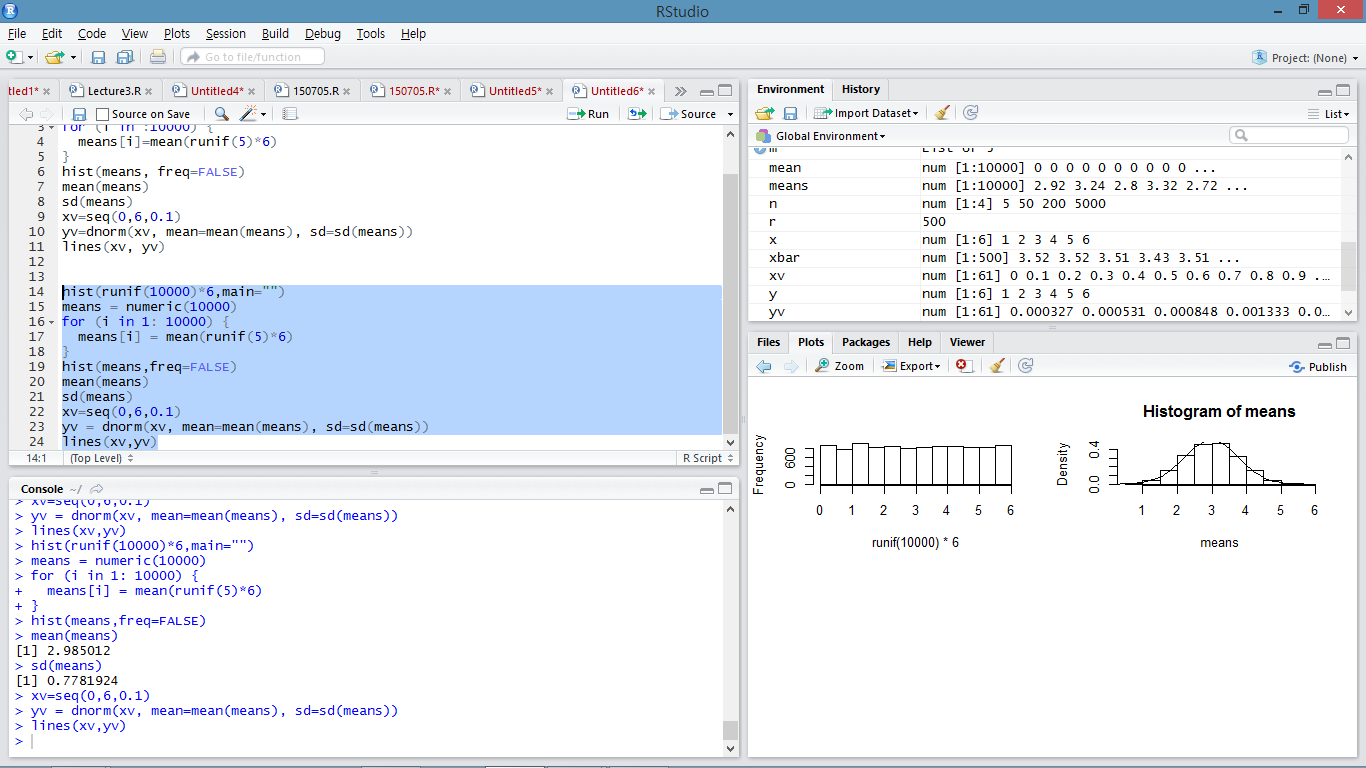 RStudio
File Edit Code View Plots Session Build Debug Tools Help
Go to file/function
Project: (None)
tled1* Lecture3.R Untitled4* 150705.R 150705.R* Untitled5* Untitled6*
Source on Save Run Source
3 for (i in :10000) {
4 means[i]=mean(runif(5)*6)
5 }
6 hist(means, freq=FALSE)
7 mean(means)
8 sd(means)
9 xv=seq(0,6,0.1)
10 yv=dnorm(xv, mean=mean(means), sd=sd(means))
11 lines(xv, yv)
12
13
14 hist(runif(10000)*6,main="")
15 means = numeric(10000)
16 for (i in 1: 10000) {
17 means[i] = mean(runif(5)*6)
18 }
19 hist(means,freq=FALSE)
20 mean(means)
21 sd(means)
22 xv=seq(0,6,0.1)
23 yv = dnorm(xv, mean=mean(means), sd=sd(means))
24 lines(xv,yv)
14:1 (Top Level) R Script
Console ~/
> xv=seq(0,6,0.1)
> yv = dnorm(xv, mean=mean(means), sd=sd(means))
> lines(xv,yv)
> hist(runif(10000)*6,main="")
> means = numeric(10000)
> for (i in 1: 10000) {
+ means[i] = mean(runif(5)*6)
+ }
> hist(means,freq=FALSE)
> mean(means)
[1] 2.985012
> sd(means)
[1] 0.7781924
> xv=seq(0,6,0.1)
> yv = dnorm(xv, mean=mean(means), sd=sd(means))
> lines(xv,yv)
>
Environment History
Import Dataset List
Global Environment
m List of 5
mean num [1:10000] 0 0 0 0 0 0 0 0 0 0 ...
means num [1:10000] 2.92 3.24 2.8 3.32 2.72 ...
n num [1:4] 5 50 200 5000
r 500
x num [1:6] 1 2 3 4 5 6
xbar num [1:500] 3.52 3.52 3.51 3.43 3.51 ...
xv num [1:61] 0 0.1 0.2 0.3 0.4 0.5 0.6 0.7 0.8 0.9 ...
y num [1:6] 1 2 3 4 5 6
yv num [1:61] 0.000327 0.000531 0.000848 0.001333 0.0...
Files Plots Packages Help Viewer
Zoom Export Publish
Frequency
0 600
0 1 2 3 4 5 6
runif(10000) * 6
Histogram of means
Density
0.0 0.4
1 2 3 4 5 6
means